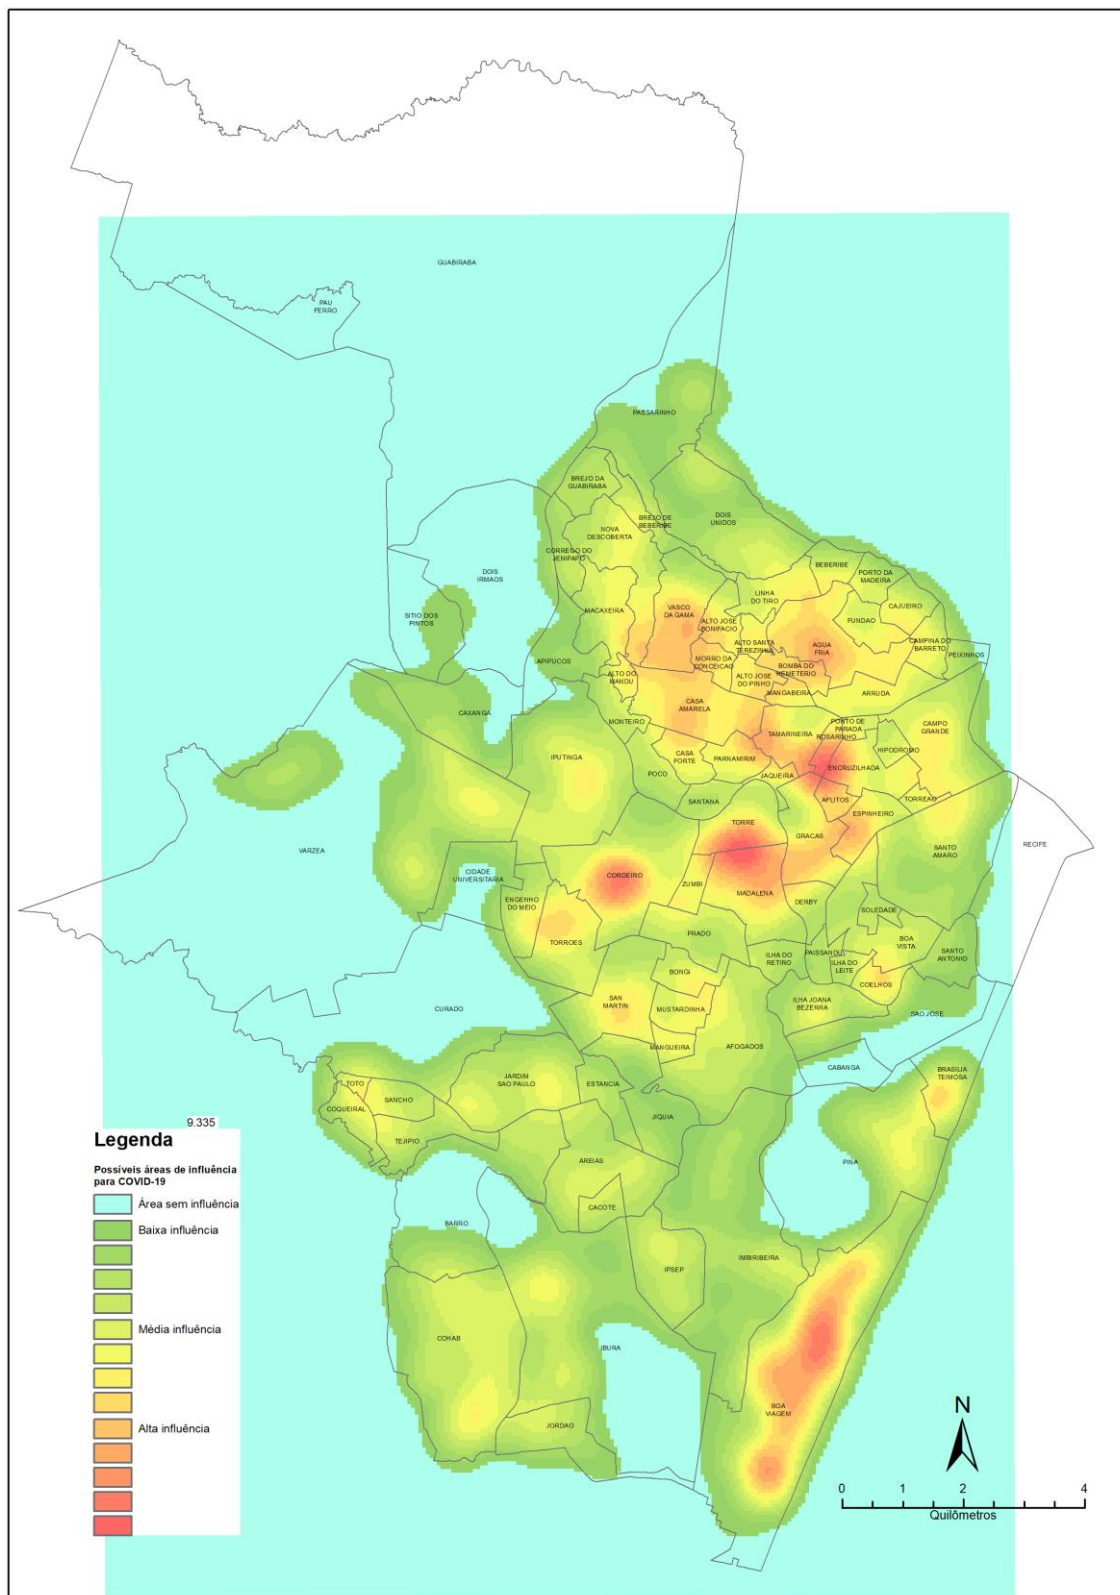 GUABIRABA
PAU
FERRO
PASSARINHO
BREJO DA
GUABIRABA
BREJO DE
BEBERIBE
DOIS
UNIDOS
NOVA
DESCOBERTA
CORREGO DO
JENIPAPO
BEBERIBE
PORTO DA
MADEIRA
DOIS
IRMAOS
LINHA
DO TIRO
CAJUEIRO
MACAXEIRA
VASCO
DA GAMA
ALTO JOSE
BONIFACIO
FUNDAO
SITIO DOS
PINTOS
ALTO SANTA
TEREZINHA
AGUA
FRIA
CAMPINA DO
BARRETO
PEIXINHOS
APIPUCOS
MORRO DA
CONCEICAO
BOMBA DO
HEMETERIO
ALTO DO
MANDU
ALTO JOSE
DO PINHO
MANGABEIRA
ARRUDA
CASA
AMARELA
CAXANGA
MONTEIRO
TAMARINEIRA
PONTO DE
PARADA
ROSARINHO
CAMPO
GRANDE
HIPODROMO
IPUTINGA
CASA
FORTE
PARNAMIRIM
ENCRUZILHADA
POCO
JAQUEIRA
SANTANA
AFLITOS
TORREAO
ESPINHEIRO
TORRE
GRACAS
VARZEA
RECIFE
SANTO
AMARO
CIDADE
UNIVERSITARIA
CORDEIRO
ZUMBI
MADALENA
ENGENHO
DO MEIO
DERBY
SOLEDADE
TORROES
PRADO
BOA
VISTA
ILHA DO
RETIRO
PAISSANDU
ILHA DO
LEITE
SANTO
ANTONIO
BONGI
COELHOS
SAN
MARTIN
MUSTARDINHA
ILHA JOANA
BEZERRA
CURADO
SAO JOSE
MANGUEIRA
AFOGADOS
CABANGA
BRASILIA
TEIMOSA
JARDIM
SAO PAULO
ESTANCIA
TOTO
SANCHO
COQUEIRAL
JIQUIA
TEJIPIO
AREIAS
PINA
CACOTE
BARRO
IMBIRIBEIRA
IPSEP
COHAB
IBURA
BOA
VIAGEM
JORDAO
9.335
Legenda
Possíveis áreas de influência
para COVID-19
Área sem influência
Baixa influência
Média influência
Alta influência
N
0 1 2 4
Quilômetros